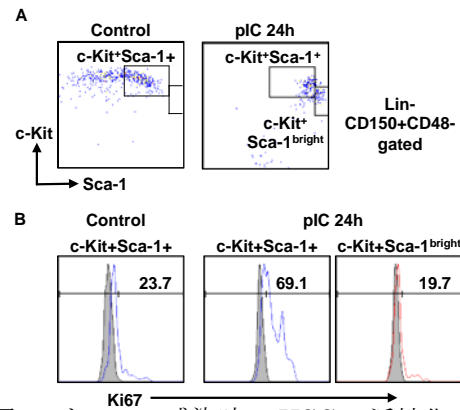 A
Control
pIC 24h
c-Kit⁺Sca-1+
c-Kit⁺Sca-1⁺
c-Kit⁺
Sca-1ᵇʳⁱᵍʰᵗ
Lin-
CD150+CD48-
gated
c-Kit
Sca-1
B
Control
pIC 24h
c-Kit+Sca-1+
c-Kit+Sca-1+
c-Kit+Sca-1ᵇʳⁱᵍʰᵗ
23.7
69.1
19.7
Ki67